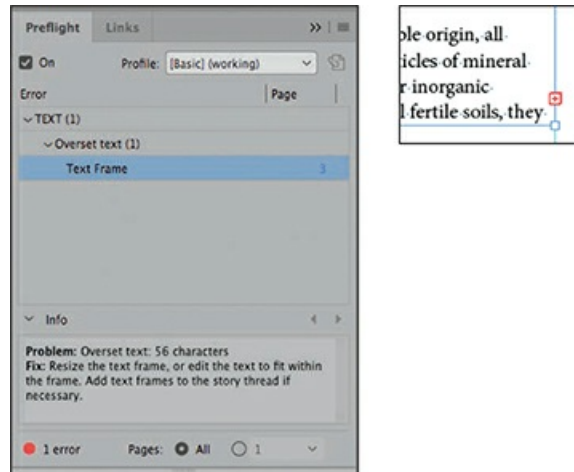 Preflight Links
On Profile: [Basic] (working)
Error Page
TEXT (1)
Overset text (1)
Text Frame 3
Info
Problem: Overset text: 56 characters
Fix: Resize the text frame, or edit the text to fit within
the frame. Add text frames to the story thread if
necessary.
1 error Pages: All 1
ple origin, all
icles of mineral
r inorganic
l fertile soils, they